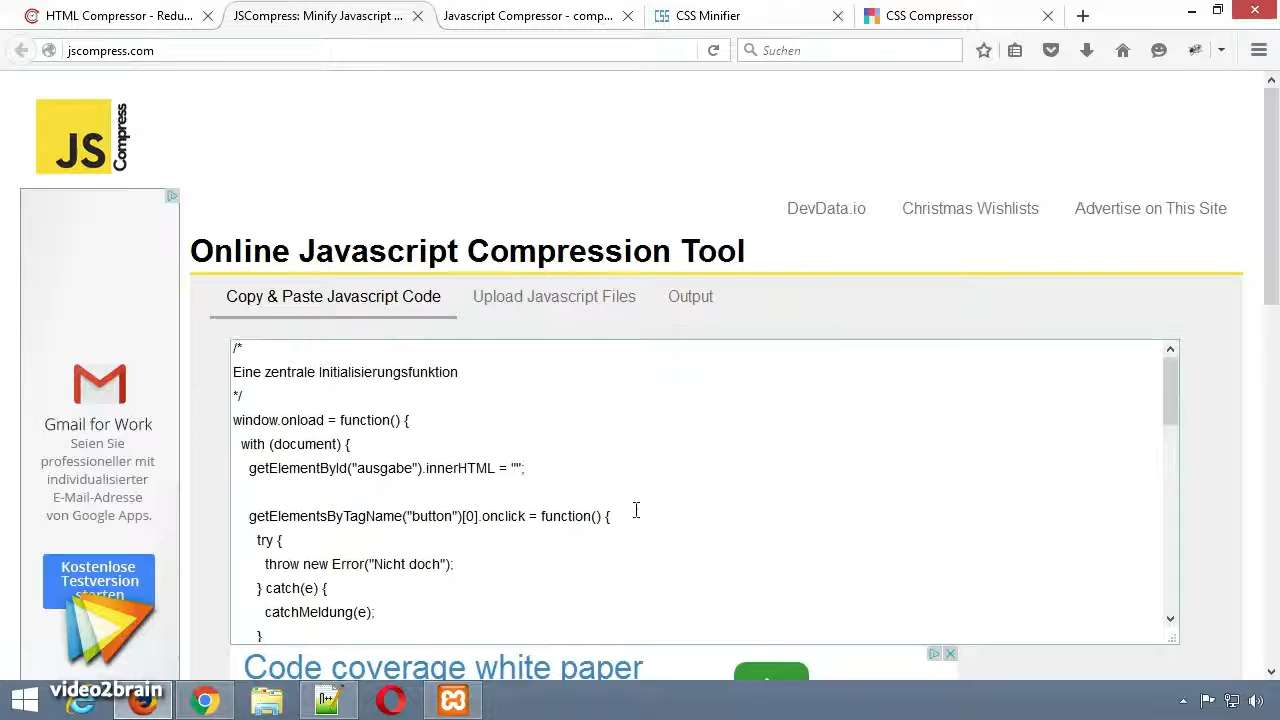 HTML Compressor - Redu...
JSCompress: Minify Javascript ...
Javascript Compression - comp...
CSS Minifier
CSS Compressor
jscompress.com
Suchen
JS
Compress
DevData.io
Christmas Wishlists
Advertise on This Site
Online Javascript Compression Tool
Copy & Paste Javascript Code
Upload Javascript Files
Output
/*
Eine zentrale Initialisierungsfunktion
*/
window.onload = function() {
with (document) {
getElementById("ausgabe").innerHTML = "";
getElementsByTagName("button")[0].onclick = function() {
try {
throw new Error("Nicht doch");
} catch(e) {
catchMeldung(e);
}
Gmail for Work
Seien Sie
professioneller mit
individualisierter
E-Mail-Adresse
von Google Apps.
Kostenlose
Testversion
starten
Code coverage white paper
video2brain